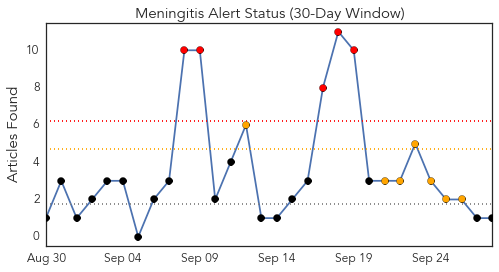 Meningitis Alert Status (30-Day Window)
Articles Found
10
8
6
4
2
0
Aug 30
Sep 04
Sep 09
Sep 14
Sep 19
Sep 24